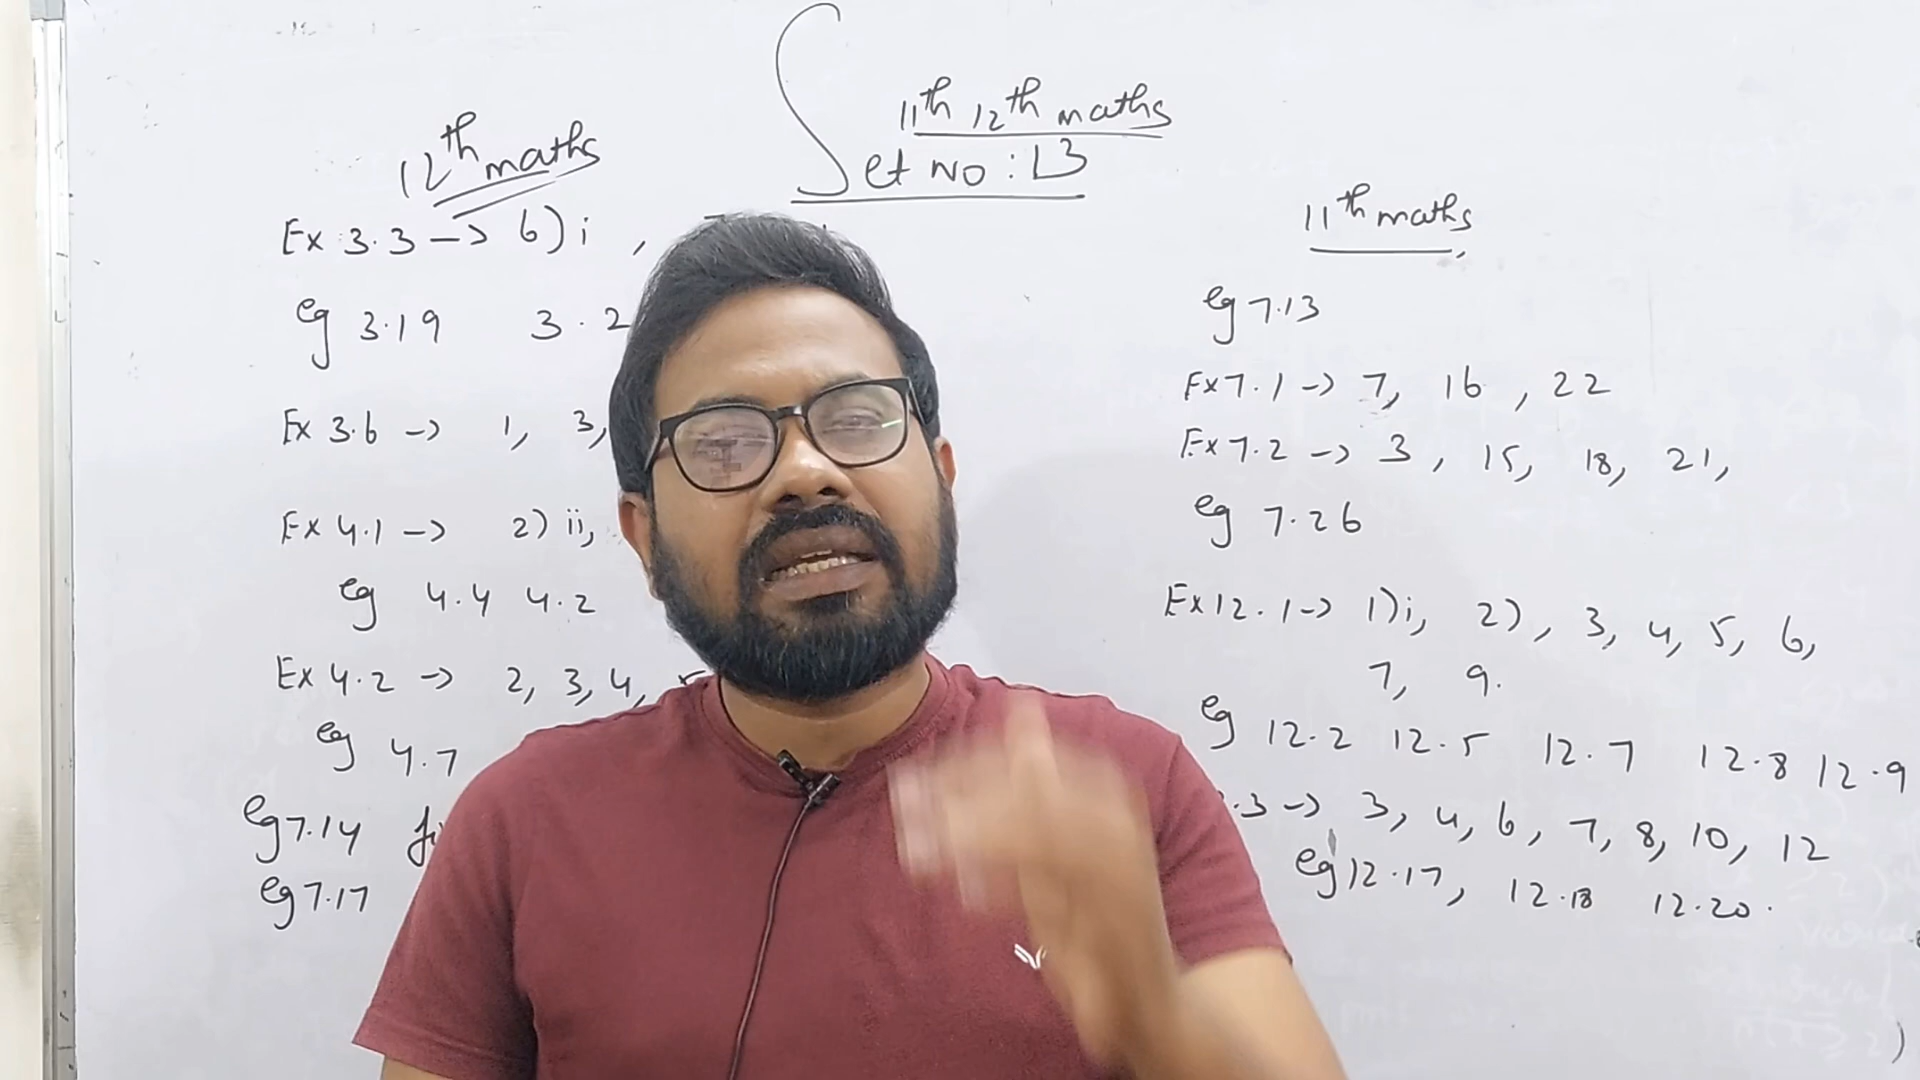 11th 12th maths
Set no : 13
12th maths
Ex 3.3 -> 6) i ,
eg 3.19 3.2
Ex 3.6 -> 1, 3,
Ex 4.1 -> 2) ii,
eg 4.4 4.2
Ex 4.2 -> 2, 3, 4,
eg 4.7
eg 7.14
eg 7.17
11th maths
eg 7.13
Ex 7.1 -> 7, 16, 22
Ex 7.2 -> 3, 15, 18, 21,
eg 7.26
Ex 12.1 -> 1) i, 2), 3, 4, 5, 6,
7, 9.
eg 12.2 12.5 12.7 12.8 12.9
.3 -> 3, 4, 6, 7, 8, 10, 12
eg 12.17, 12.18 12.20.